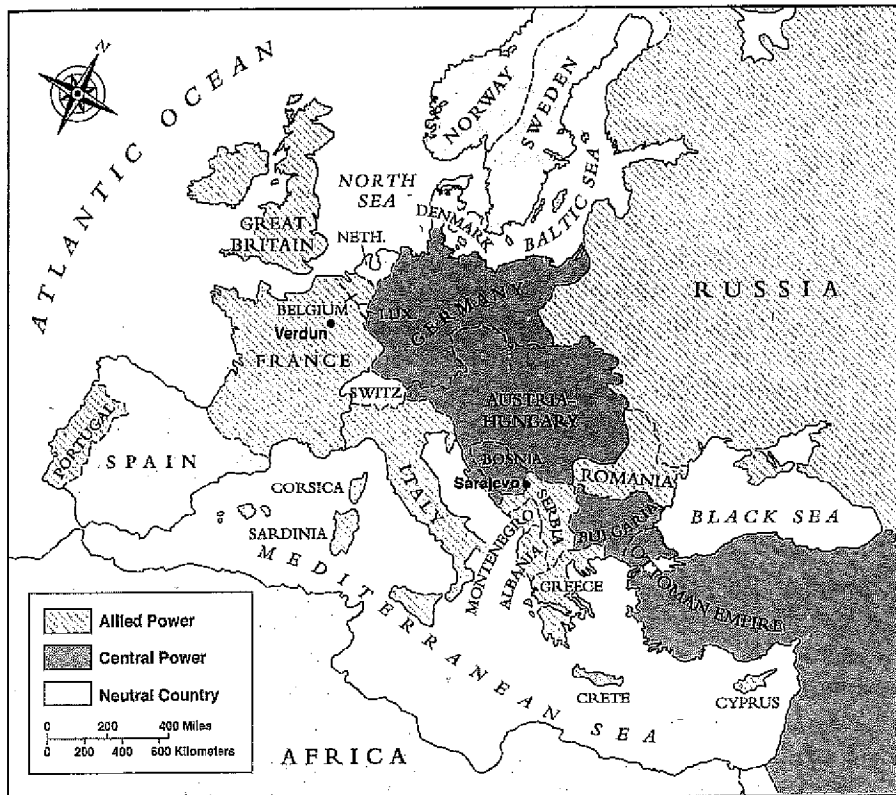 N
ATLANTIC OCEAN
NORWAY
SWEDEN
NORTH
SEA
BALTIC SEA
DENMARK
GREAT
BRITAIN
NETH.
RUSSIA
BELGIUM
LUX.
GERMANY
Verdun
FRANCE
SWITZ
AUSTRIA-
HUNGARY
BOSNIA
ROMANIA
PORTUGAL
SPAIN
ITALY
Sarajevo
SERBIA
CORSICA
BLACK SEA
BULGARIA
SARDINIA
MONTENEGRO
ALBANIA
GREECE
OTTOMAN EMPIRE
MEDITERRANEAN SEA
CRETE
CYPRUS
AFRICA
Allied Power
Central Power
Neutral Country
0 200 400 Miles
0 200 400 600 Kilometers